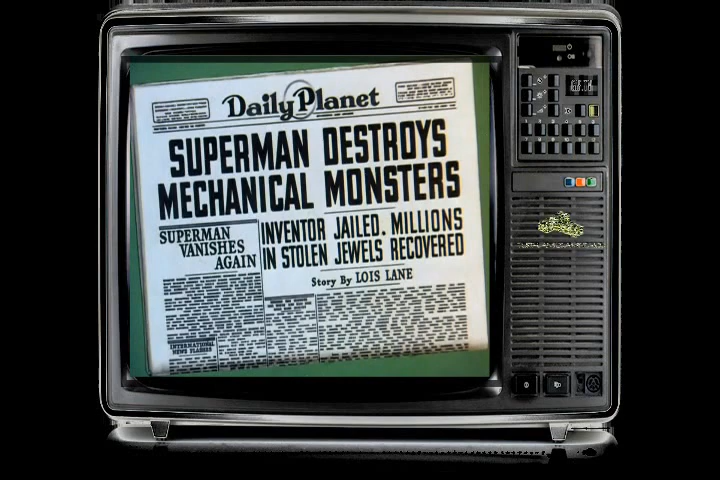 Daily Planet
SUPERMAN DESTROYS
MECHANICAL MONSTERS
SUPERMAN
VANISHES
AGAIN
INVENTOR JAILED. MILLIONS
IN STOLEN JEWELS RECOVERED
Story By LOIS LANE
INTERNATIONAL
NEWS FLASHES